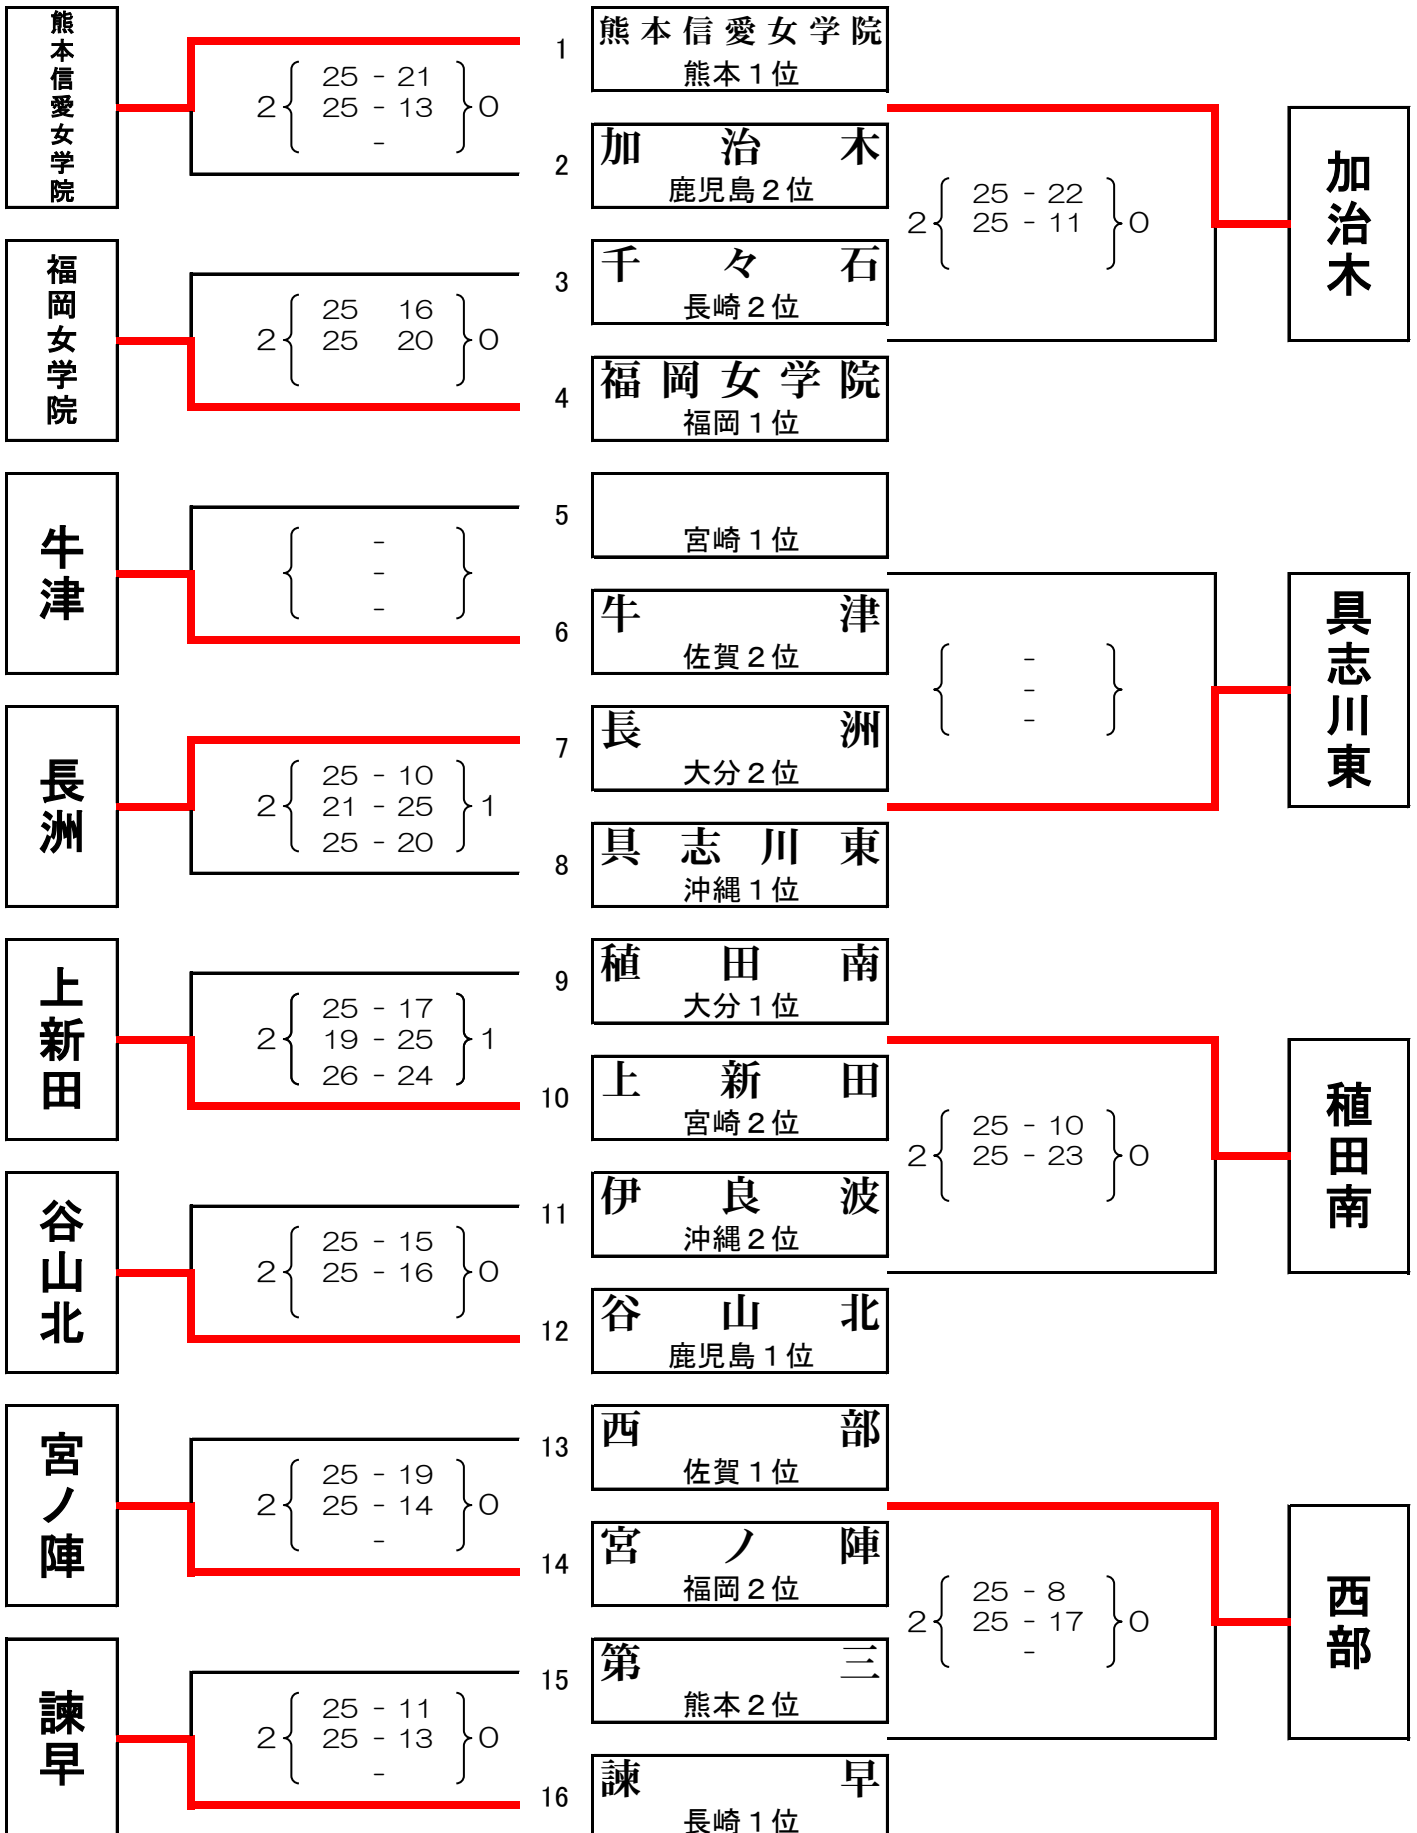 熊本信愛女学院
25 - 21
2 25 - 13 0
-
1
熊本信愛女学院
熊本1位
2
加治木
鹿児島2位
2 25 - 22 0
25 - 11
加治木
福岡女学院
25 16
2 25 20 0
3
千々石
長崎2位
4
福岡女学院
福岡1位
牛津
-
-
-
5
宮崎1位
6
牛津
佐賀2位
-
-
-
具志川東
長洲
25 - 10
2 21 - 25 1
25 - 20
7
長洲
大分2位
8
具志川東
沖縄1位
上新田
25 - 17
2 19 - 25 1
26 - 24
9
稙田南
大分1位
10
上新田
宮崎2位
25 - 10
2 25 - 23 0
稙田南
谷山北
25 - 15
2 25 - 16 0
11
伊良波
沖縄2位
12
谷山北
鹿児島1位
宮ノ陣
25 - 19
2 25 - 14 0
-
13
西部
佐賀1位
14
宮ノ陣
福岡2位
25 - 8
2 25 - 17 0
-
西部
諫早
25 - 11
2 25 - 13 0
-
15
第三
熊本2位
16
諫早
長崎1位